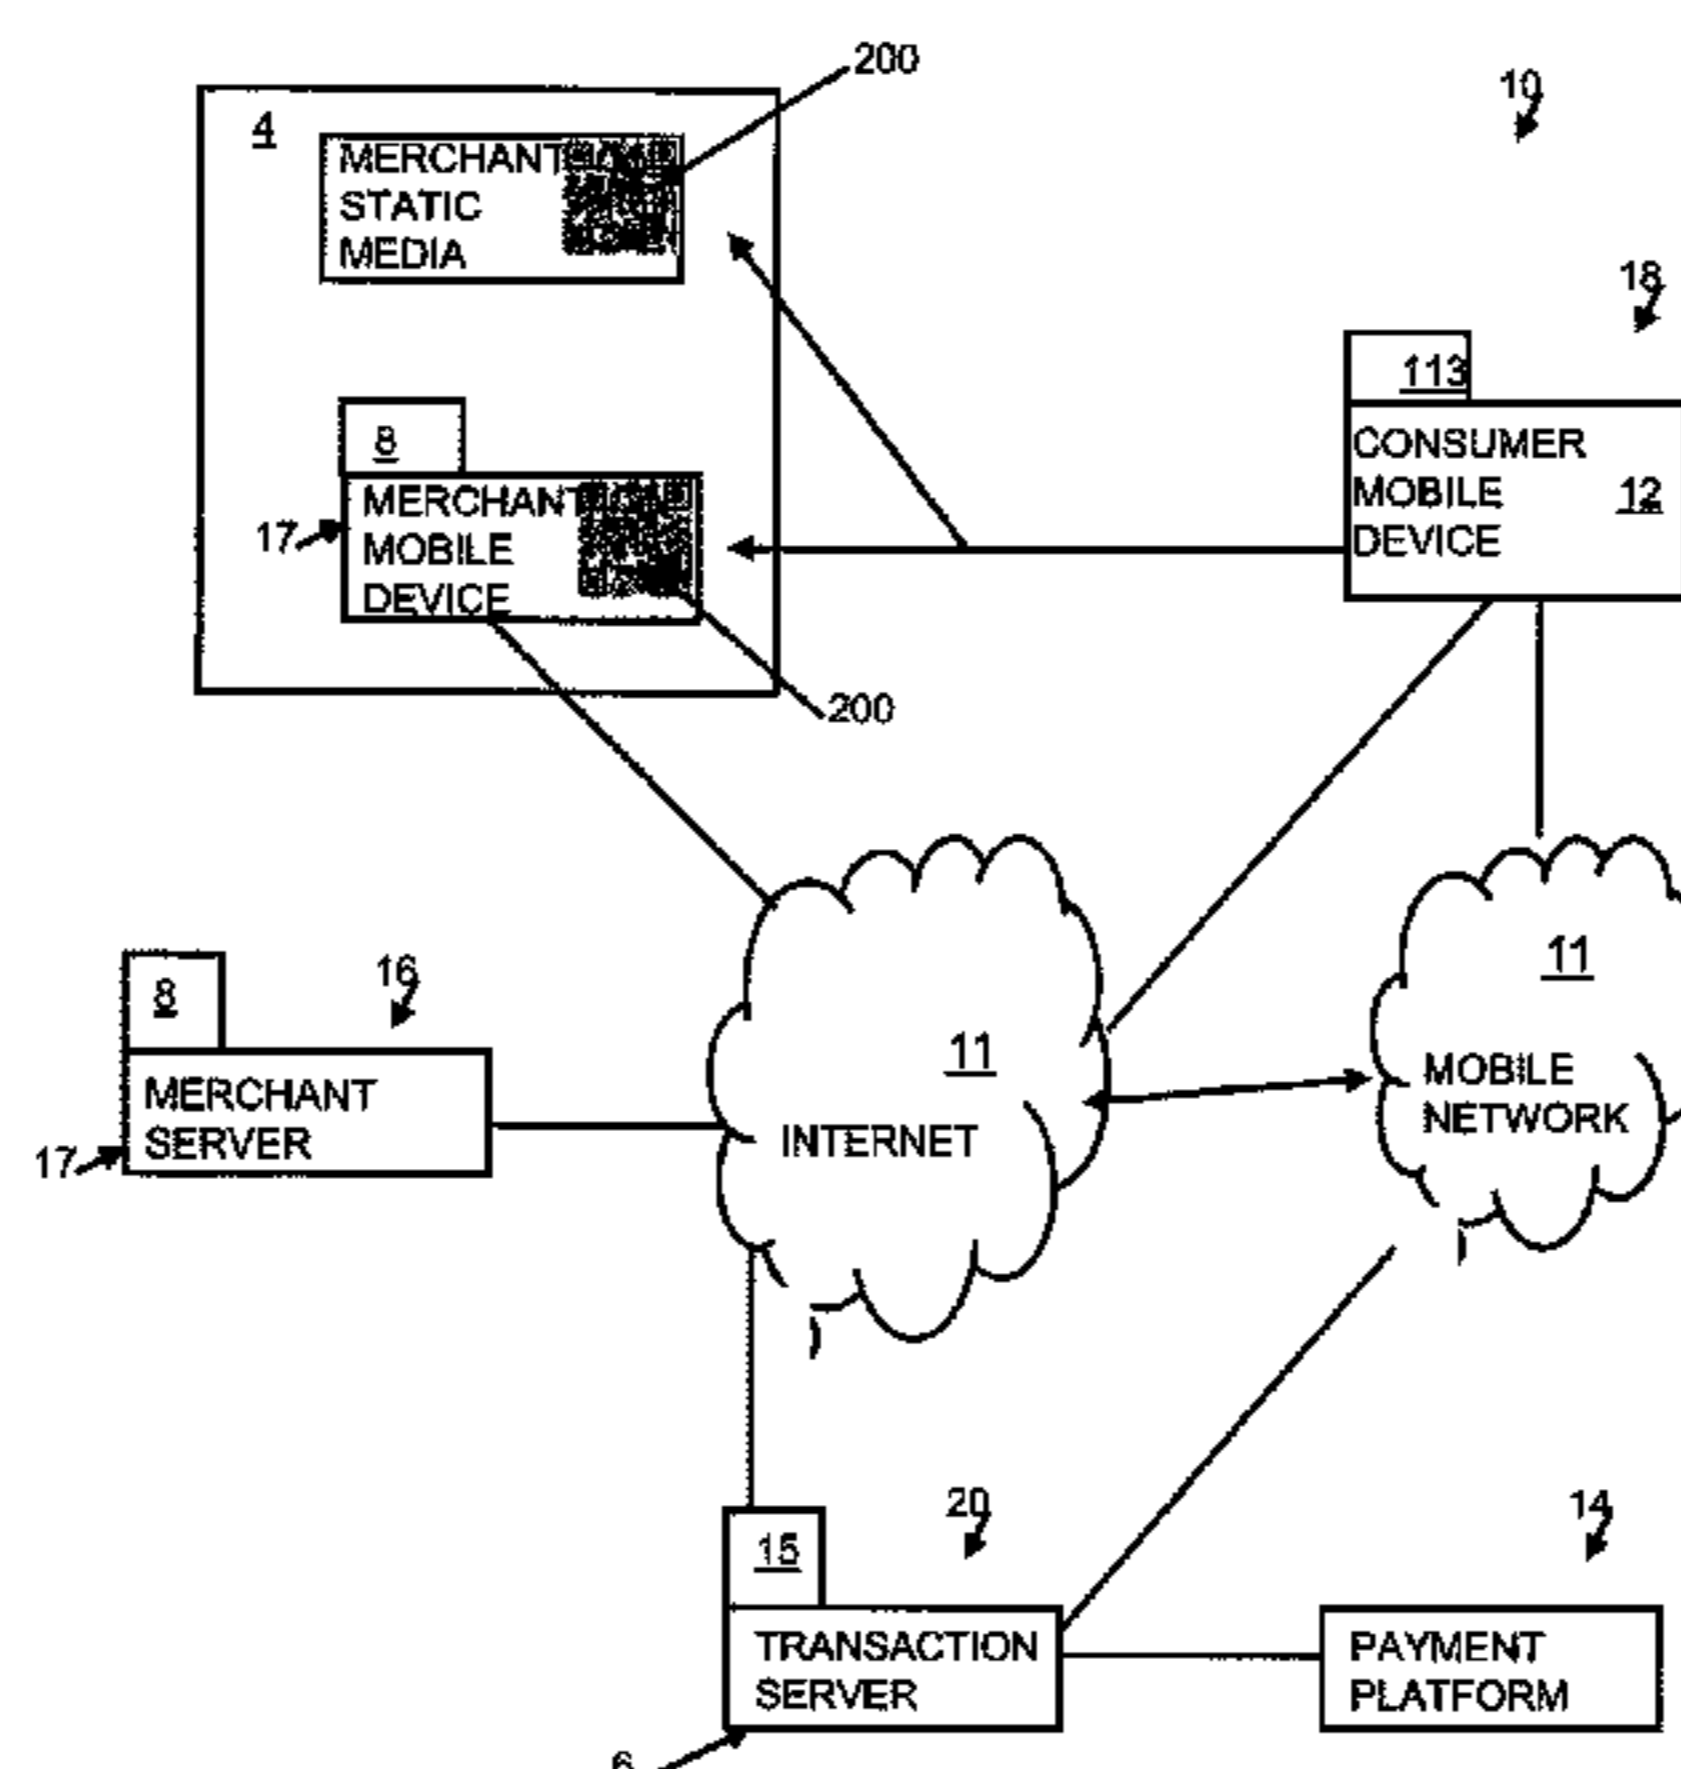 200
10
4
MERCHANT
STATIC
MEDIA
18
113
8
CONSUMER
MOBILE
DEVICE
12
17
MERCHANT
MOBILE
DEVICE
200
16
8
11
11
MERCHANT
SERVER
17
INTERNET
MOBILE
NETWORK
20
14
15
TRANSACTION
SERVER
PAYMENT
PLATFORM
6